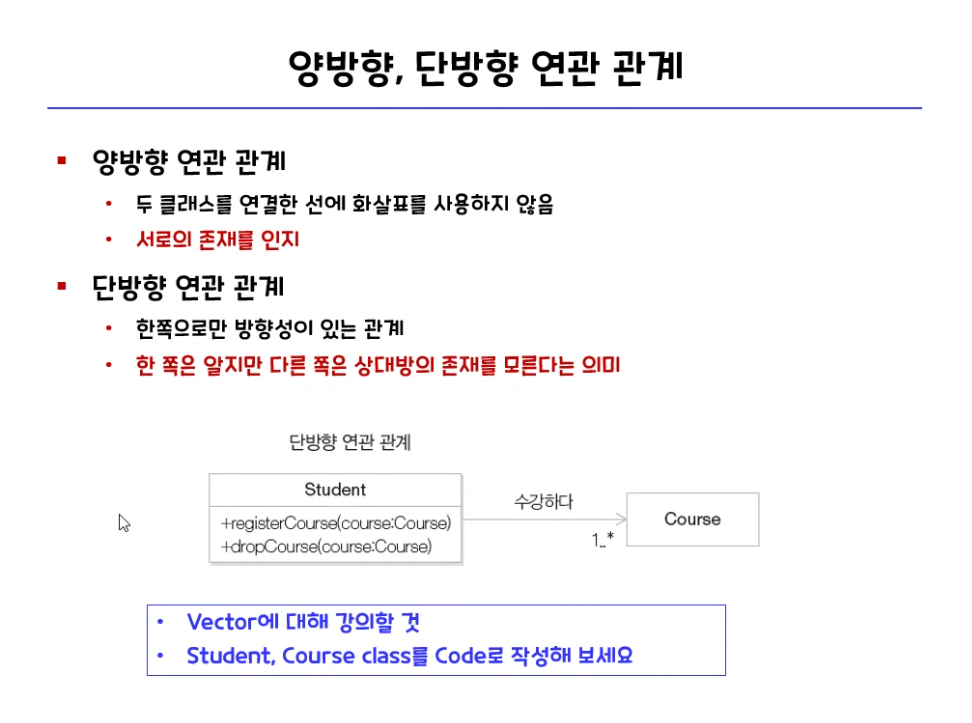 양방향, 단방향 연관 관계
양방향 연관 관계
두 클래스를 연결한 선에 화살표를 사용하지 않음
서로의 존재를 인지
단방향 연관 관계
한쪽으로만 방향성이 있는 관계
한 쪽은 알지만 다른 쪽은 상대방의 존재를 모른다는 의미
단방향 연관 관계
Student
+registerCourse(course:Course)
+dropCourse(course:Course)
수강하다
1..*
Course
Vector에 대해 강의할 것
Student, Course class를 Code로 작성해 보세요